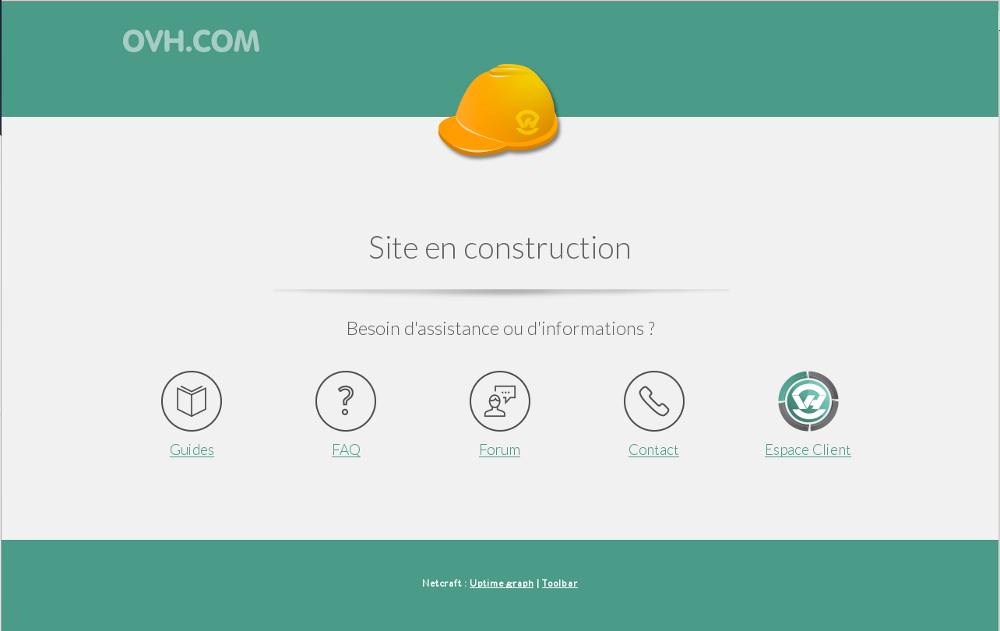 OVH.COM
Site en construction
Besoin d'assistance ou d'informations ?
Guides
FAQ
Forum
Contact
Espace Client
Netcraft : Uptime graph | Toolbar